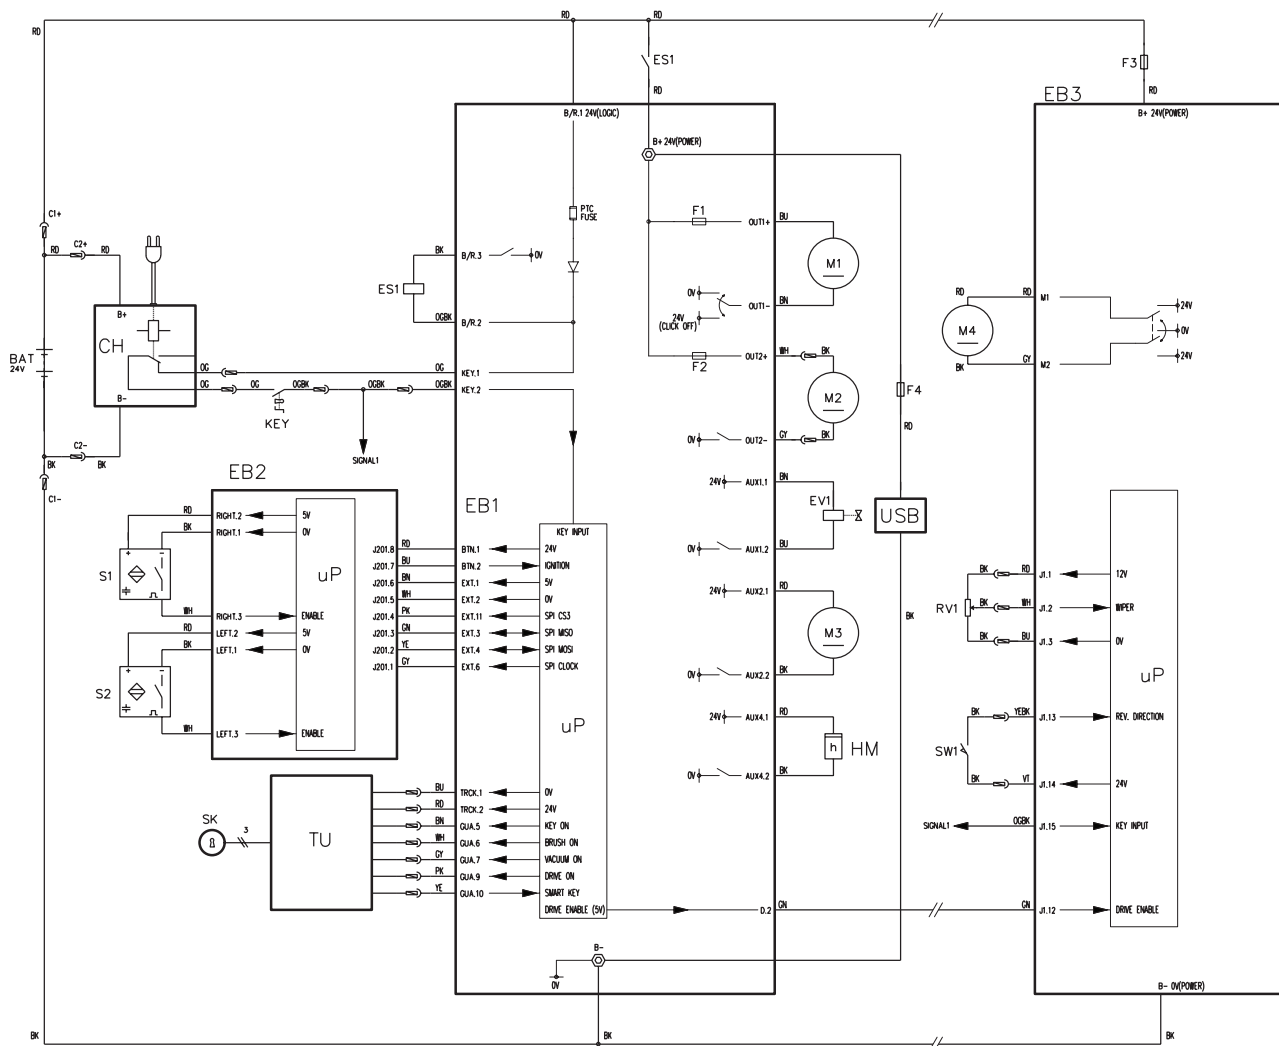 RD
RD
RD
RD
ES1
F3
RD
RD
EB3
B/R.1 24V(LOGIC)
B+ 24V(POWER)
B+ 24V(POWER)
C1+
PTC
FUSE
F1
OUT1+
BU
C2+
RD
RD
BK
B/R.3
0V
M1
ES1
0V
24V
(CLICK OFF)
OUT1-
BN
RD
RD
M1
24V
B+
CH
OGBK
B/R.2
M4
0V
BAT
24V
WH
BK
OUT2+
F2
GY
BK
M2
24V
OG
OG
KEY.1
B-
OG
OG
OGBK
OGBK
OGBK
KEY.2
M2
F4
KEY
C2-
BK
BK
SIGNAL1
0V
OUT2-
GY
BK
RD
EB2
C1-
24V
AUX1.1
BN
EB1
EV1
USB
RD
RIGHT.2
5V
BK
RIGHT.1
0V
KEY INPUT
J201.8
RD
BTN.1
24V
0V
AUX1.2
BU
S1
uP
J201.7
BU
BTN.2
IGNITION
BK
RD
J1.1
12V
J201.6
BN
EXT.1
5V
24V
AUX2.1
RD
J201.5
WH
EXT.2
0V
RV1
BK
WH
J1.2
WIPER
WH
RIGHT.3
ENABLE
J201.4
PK
EXT.11
SPI CS3
BK
RD
LEFT.2
5V
J201.3
GN
EXT.3
SPI MISO
M3
BK
BU
J1.3
0V
BK
LEFT.1
0V
J201.2
YE
EXT.4
SPI MOSI
J201.1
GY
EXT.6
SPI CLOCK
0V
AUX2.2
BK
uP
S2
24V
AUX4.1
RD
BK
YEBK
J1.13
REV. DIRECTION
WH
LEFT.3
ENABLE
uP
h
HM
SW1
0V
AUX4.2
BK
BK
VT
J1.14
24V
BU
TRCK.1
0V
RD
TRCK.2
24V
SK
3
TU
BN
GUA.5
KEY ON
SIGNAL1
OGBK
J1.15
KEY INPUT
WH
GUA.6
BRUSH ON
GY
GUA.7
VACUUM ON
PK
GUA.9
DRIVE ON
YE
GUA.10
SMART KEY
DRIVE ENABLE (5V)
D.2
GN
GN
J1.12
DRIVE ENABLE
B-
0V
B- 0V(POWER)
BK
BK
BK